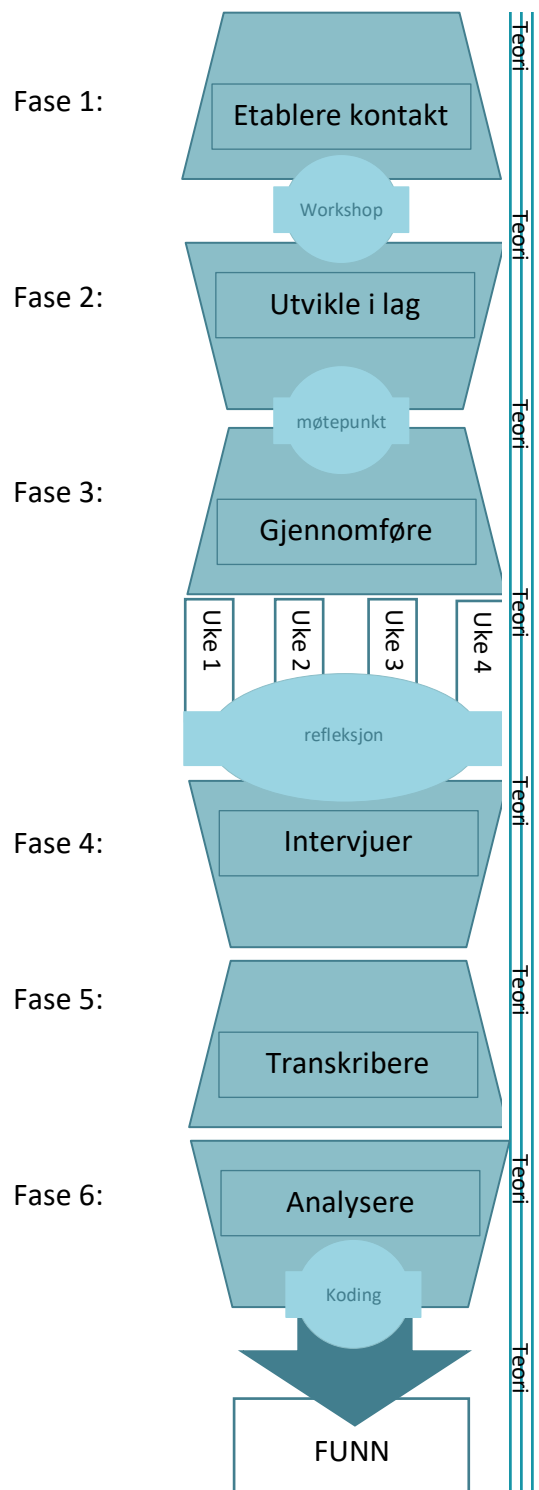 Teori
Fase 1:
Etablere kontakt
Workshop
Teori
Fase 2:
Utvikle i lag
Teori
møtepunkt
Fase 3:
Gjennomføre
Teori
Uke 1
Uke 2
Uke 3
Uke 4
refleksjon
Teori
Fase 4:
Intervjuer
Teori
Fase 5:
Transkribere
Teori
Fase 6:
Analysere
Koding
Teori
FUNN